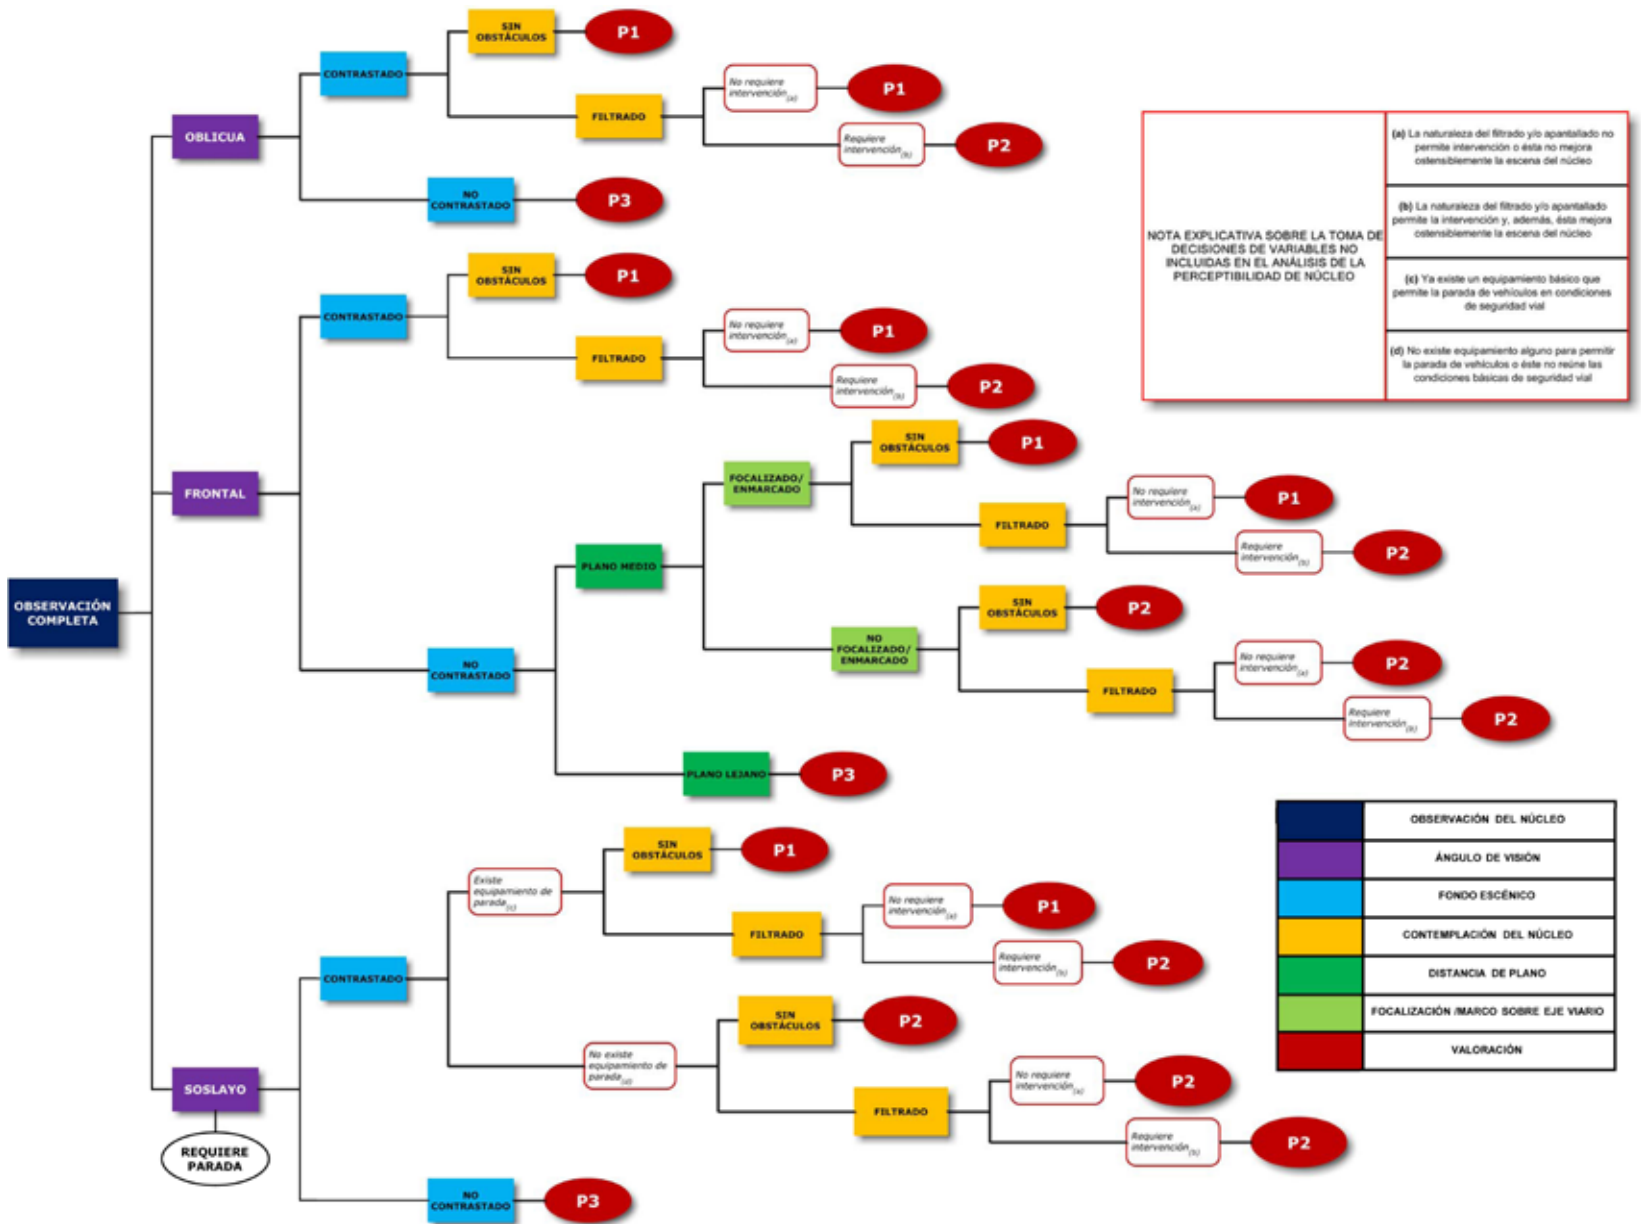 SIN
OBSTÁCULOS
P1
CONTRASTADO
No requiere
intervención(a)
P1
FILTRADO
Requiere
intervención(b)
P2
OBLICUA
NO
CONTRASTADO
P3
SIN
OBSTÁCULOS
P1
CONTRASTADO
No requiere
intervención(a)
P1
FILTRADO
Requiere
intervención(b)
P2
FRONTAL
SIN
OBSTÁCULOS
P1
FOCALIZADO/
ENMARCADO
No requiere
intervención(a)
P1
FILTRADO
Requiere
intervención(b)
P2
PLANO MEDIO
SIN
OBSTÁCULOS
P2
NO
FOCALIZADO/
ENMARCADO
No requiere
intervención(a)
P2
FILTRADO
Requiere
intervención(b)
P2
NO
CONTRASTADO
PLANO LEJANO
P3
OBSERVACIÓN
COMPLETA
SIN
OBSTÁCULOS
P1
Existe
equipamiento de
parada(c)
No requiere
intervención(a)
P1
FILTRADO
Requiere
intervención(b)
P2
CONTRASTADO
SIN
OBSTÁCULOS
P2
No existe
equipamiento de
parada(d)
No requiere
intervención(a)
P2
FILTRADO
Requiere
intervención(b)
P2
SOSLAYO
REQUIERE
PARADA
NO
CONTRASTADO
P3
NOTA EXPLICATIVA SOBRE LA TOMA DE
DECISIONES DE VARIABLES NO
INCLUIDAS EN EL ANÁLISIS DE LA
PERCEPTIBILIDAD DE NÚCLEO
(a) La naturaleza del filtrado y/o apantallado no
permite intervención o ésta no mejora
ostensiblemente la escena del núcleo
(b) La naturaleza del filtrado y/o apantallado
permite la intervención y, además, ésta mejora
ostensiblemente la escena del núcleo
(c) Ya existe un equipamiento básico que
permite la parada de vehículos en condiciones
de seguridad vial
(d) No existe equipamiento alguno para permitir
la parada de vehículos o éste no reúne las
condiciones básicas de seguridad vial
OBSERVACIÓN DEL NÚCLEO
ÁNGULO DE VISIÓN
FONDO ESCÉNICO
CONTEMPLACIÓN DEL NÚCLEO
DISTANCIA DE PLANO
FOCALIZACIÓN /MARCO SOBRE EJE VIARIO
VALORACIÓN